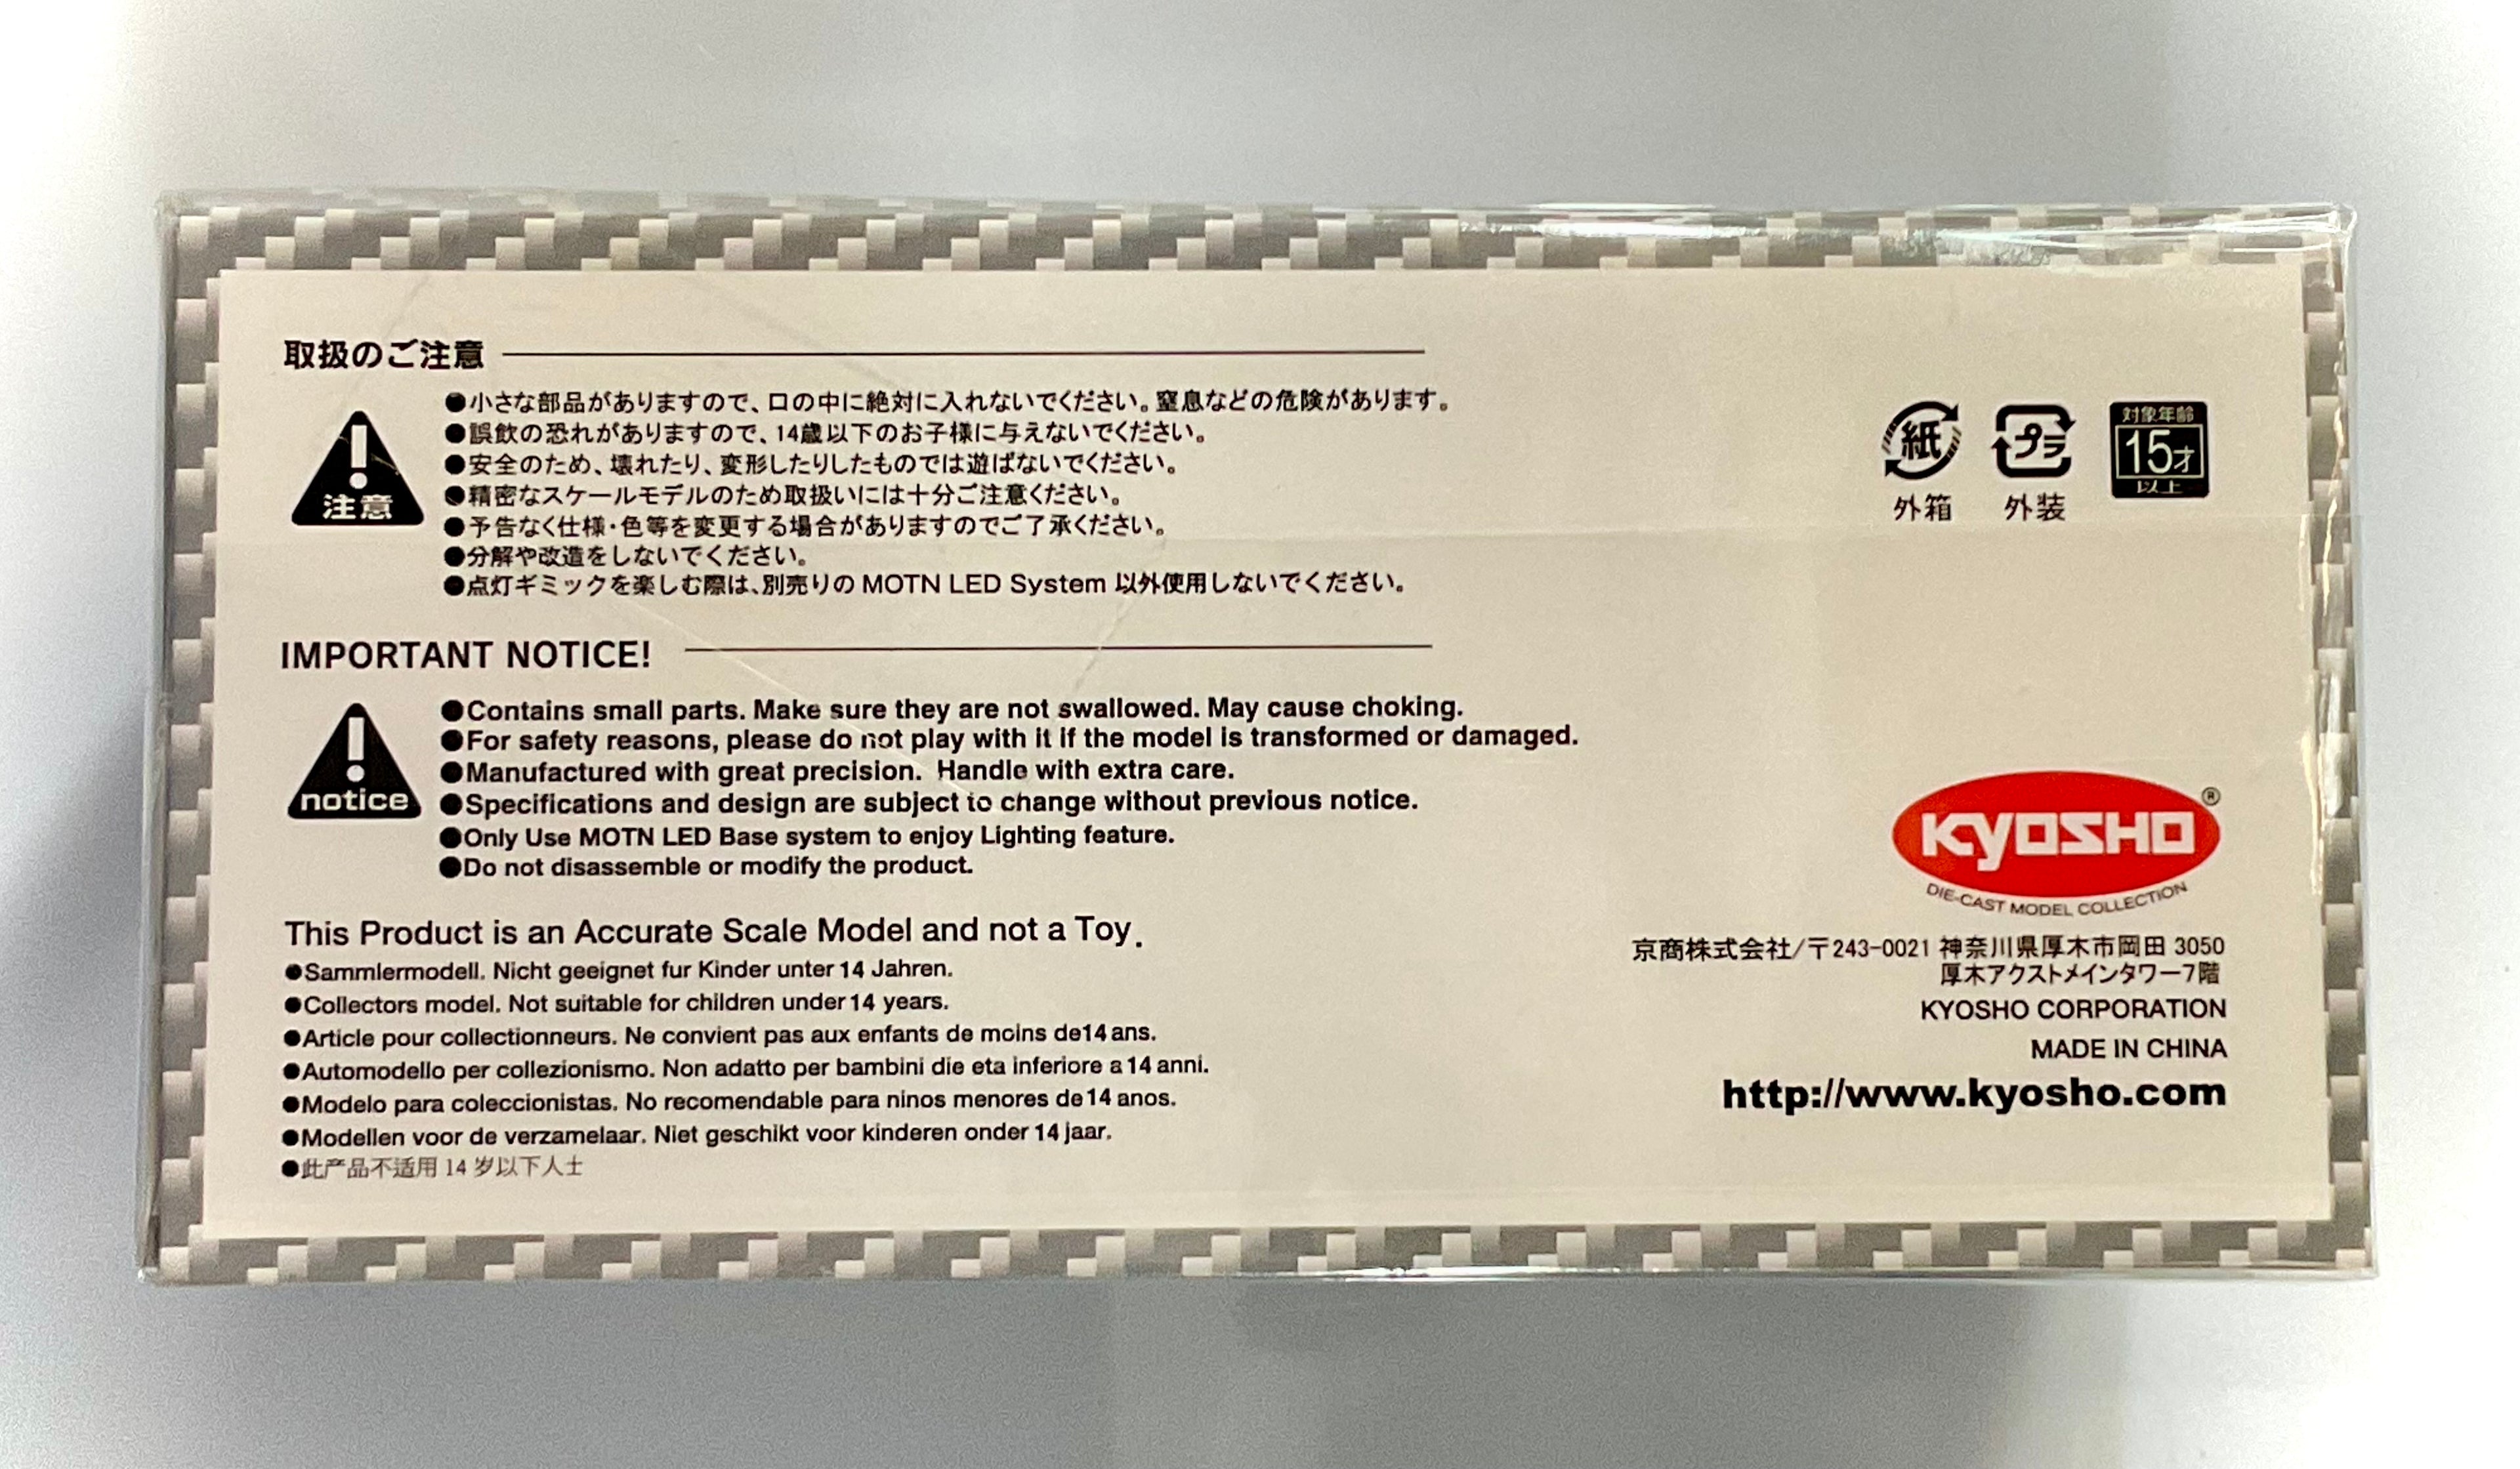 取扱のご注意
注意
●小さな部品がありますので、口の中に絶対に入れないでください。窒息などの危険があります。
●誤飲の恐れがありますので、14歳以下のお子様に与えないでください。
●安全のため、壊れたり、変形したりしたものでは遊ばないでください。
●精密なスケールモデルのため取扱いには十分ご注意ください。
●予告なく仕様・色等を変更する場合がありますのでご了承ください。
●分解や改造をしないでください。
●点灯ギミックを楽しむ際は、別売りの MOTN LED System 以外使用しないでください。
紙
外箱
プラ
外装
対象年齢
15才
以上
IMPORTANT NOTICE!
notice
●Contains small parts. Make sure they are not swallowed. May cause choking.
●For safety reasons, please do not play with it if the model is transformed or damaged.
●Manufactured with great precision. Handle with extra care.
●Specifications and design are subject to change without previous notice.
●Only Use MOTN LED Base system to enjoy Lighting feature.
●Do not disassemble or modify the product.
This Product is an Accurate Scale Model and not a Toy.
●Sammlermodell. Nicht geeignet fur Kinder unter 14 Jahren.
●Collectors model. Not suitable for children under 14 years.
●Article pour collectionneurs. Ne convient pas aux enfants de moins de14 ans.
●Automodello per collezionismo. Non adatto per bambini die eta inferiore a 14 anni.
●Modelo para coleccionistas. No recomendable para ninos menores de14 anos.
●Modellen voor de verzamelaar. Niet geschikt voor kinderen onder 14 jaar.
●此产品不适用 14 岁以下人士
KYOSHO ®
DIE-CAST MODEL COLLECTION
京商株式会社/〒243-0021 神奈川県厚木市岡田 3050
厚木アクストメインタワー7階
KYOSHO CORPORATION
MADE IN CHINA
http://www.kyosho.com